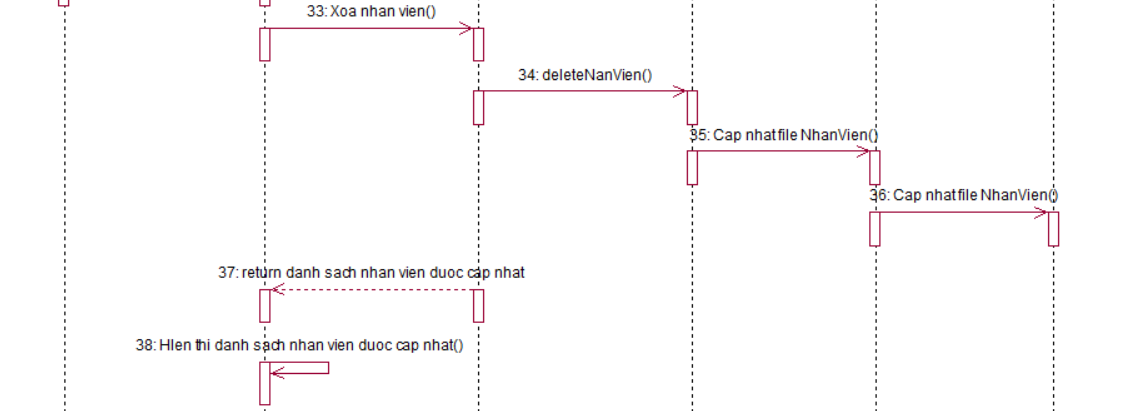 33: Xoa nhan vien()
34: deleteNanVien()
35: Cap nhat file NhanVien()
36: Cap nhat file NhanVien()
37: return danh sach nhan vien duoc cap nhat
38: HIen thi danh sach nhan vien duoc cap nhat()